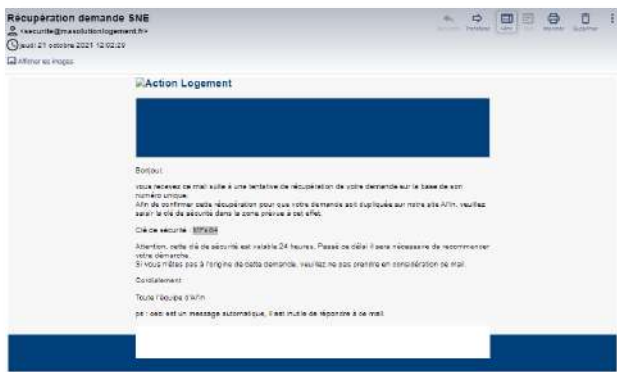 Récupération demande SNE
<securite@masolutionlogement.fr>
jeudi 21 octobre 2021 12:02:29
Afficher les images
Action Logement
Bonjour,
vous recevez ce mail suite à une tentative de récupération de votre demande sur la base de son
numéro unique.
Afin de confirmer cette récupération pour que votre demande soit dupliquée sur notre site Al'in, veuillez
saisir la clé de sécurité dans la zone prévue à cet effet.
Clé de sécurité :
Attention, cette clé de sécurité est valable 24 heures. Passé ce délai il sera nécessaire de recommencer
votre démarche.
Si vous n'êtes pas à l'origine de cette demande, veuillez ne pas prendre en considération ce mail.
Cordialement
Toute l'équipe d'Al'in
ps : ceci est un message automatique, il est inutile de répondre à ce mail